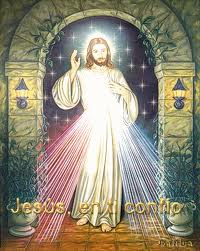 Jesús, en ti confío